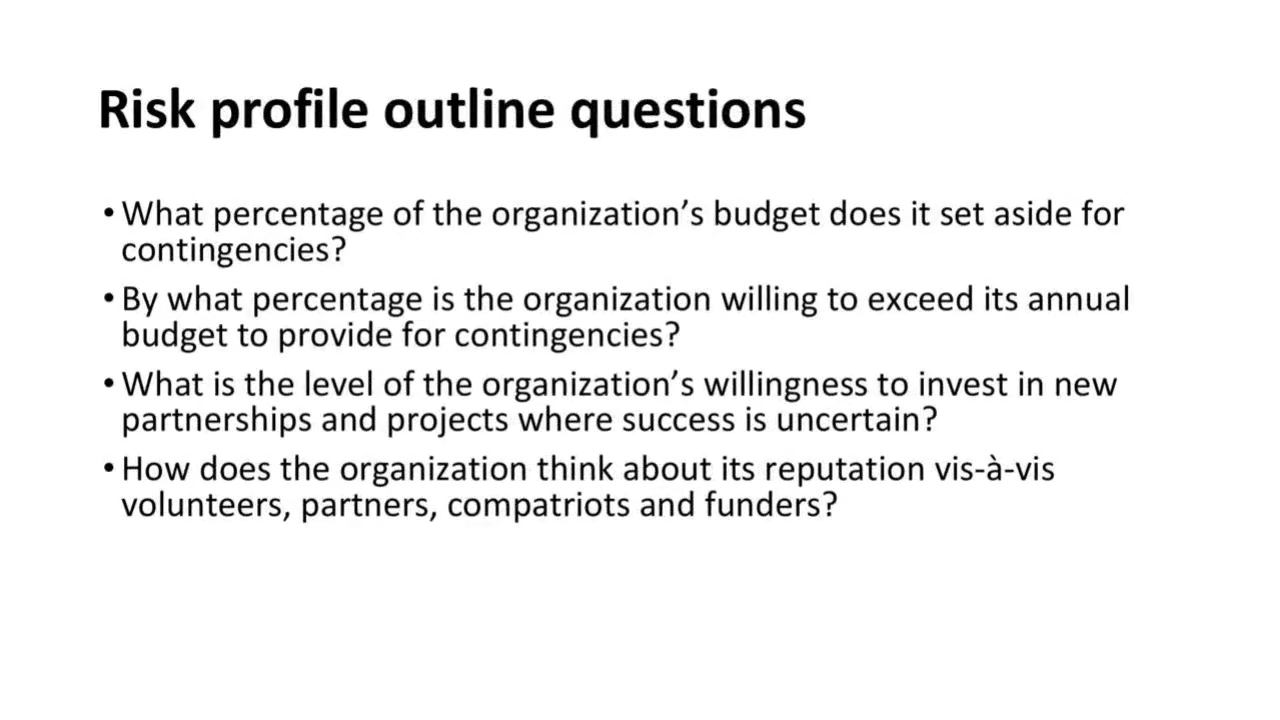 Risk profile outline questions
• What percentage of the organization’s budget does it set aside for
contingencies?
• By what percentage is the organization willing to exceed its annual
budget to provide for contingencies?
• What is the level of the organization’s willingness to invest in new
partnerships and projects where success is uncertain?
• How does the organization think about its reputation vis-à-vis
volunteers, partners, compatriots and funders?